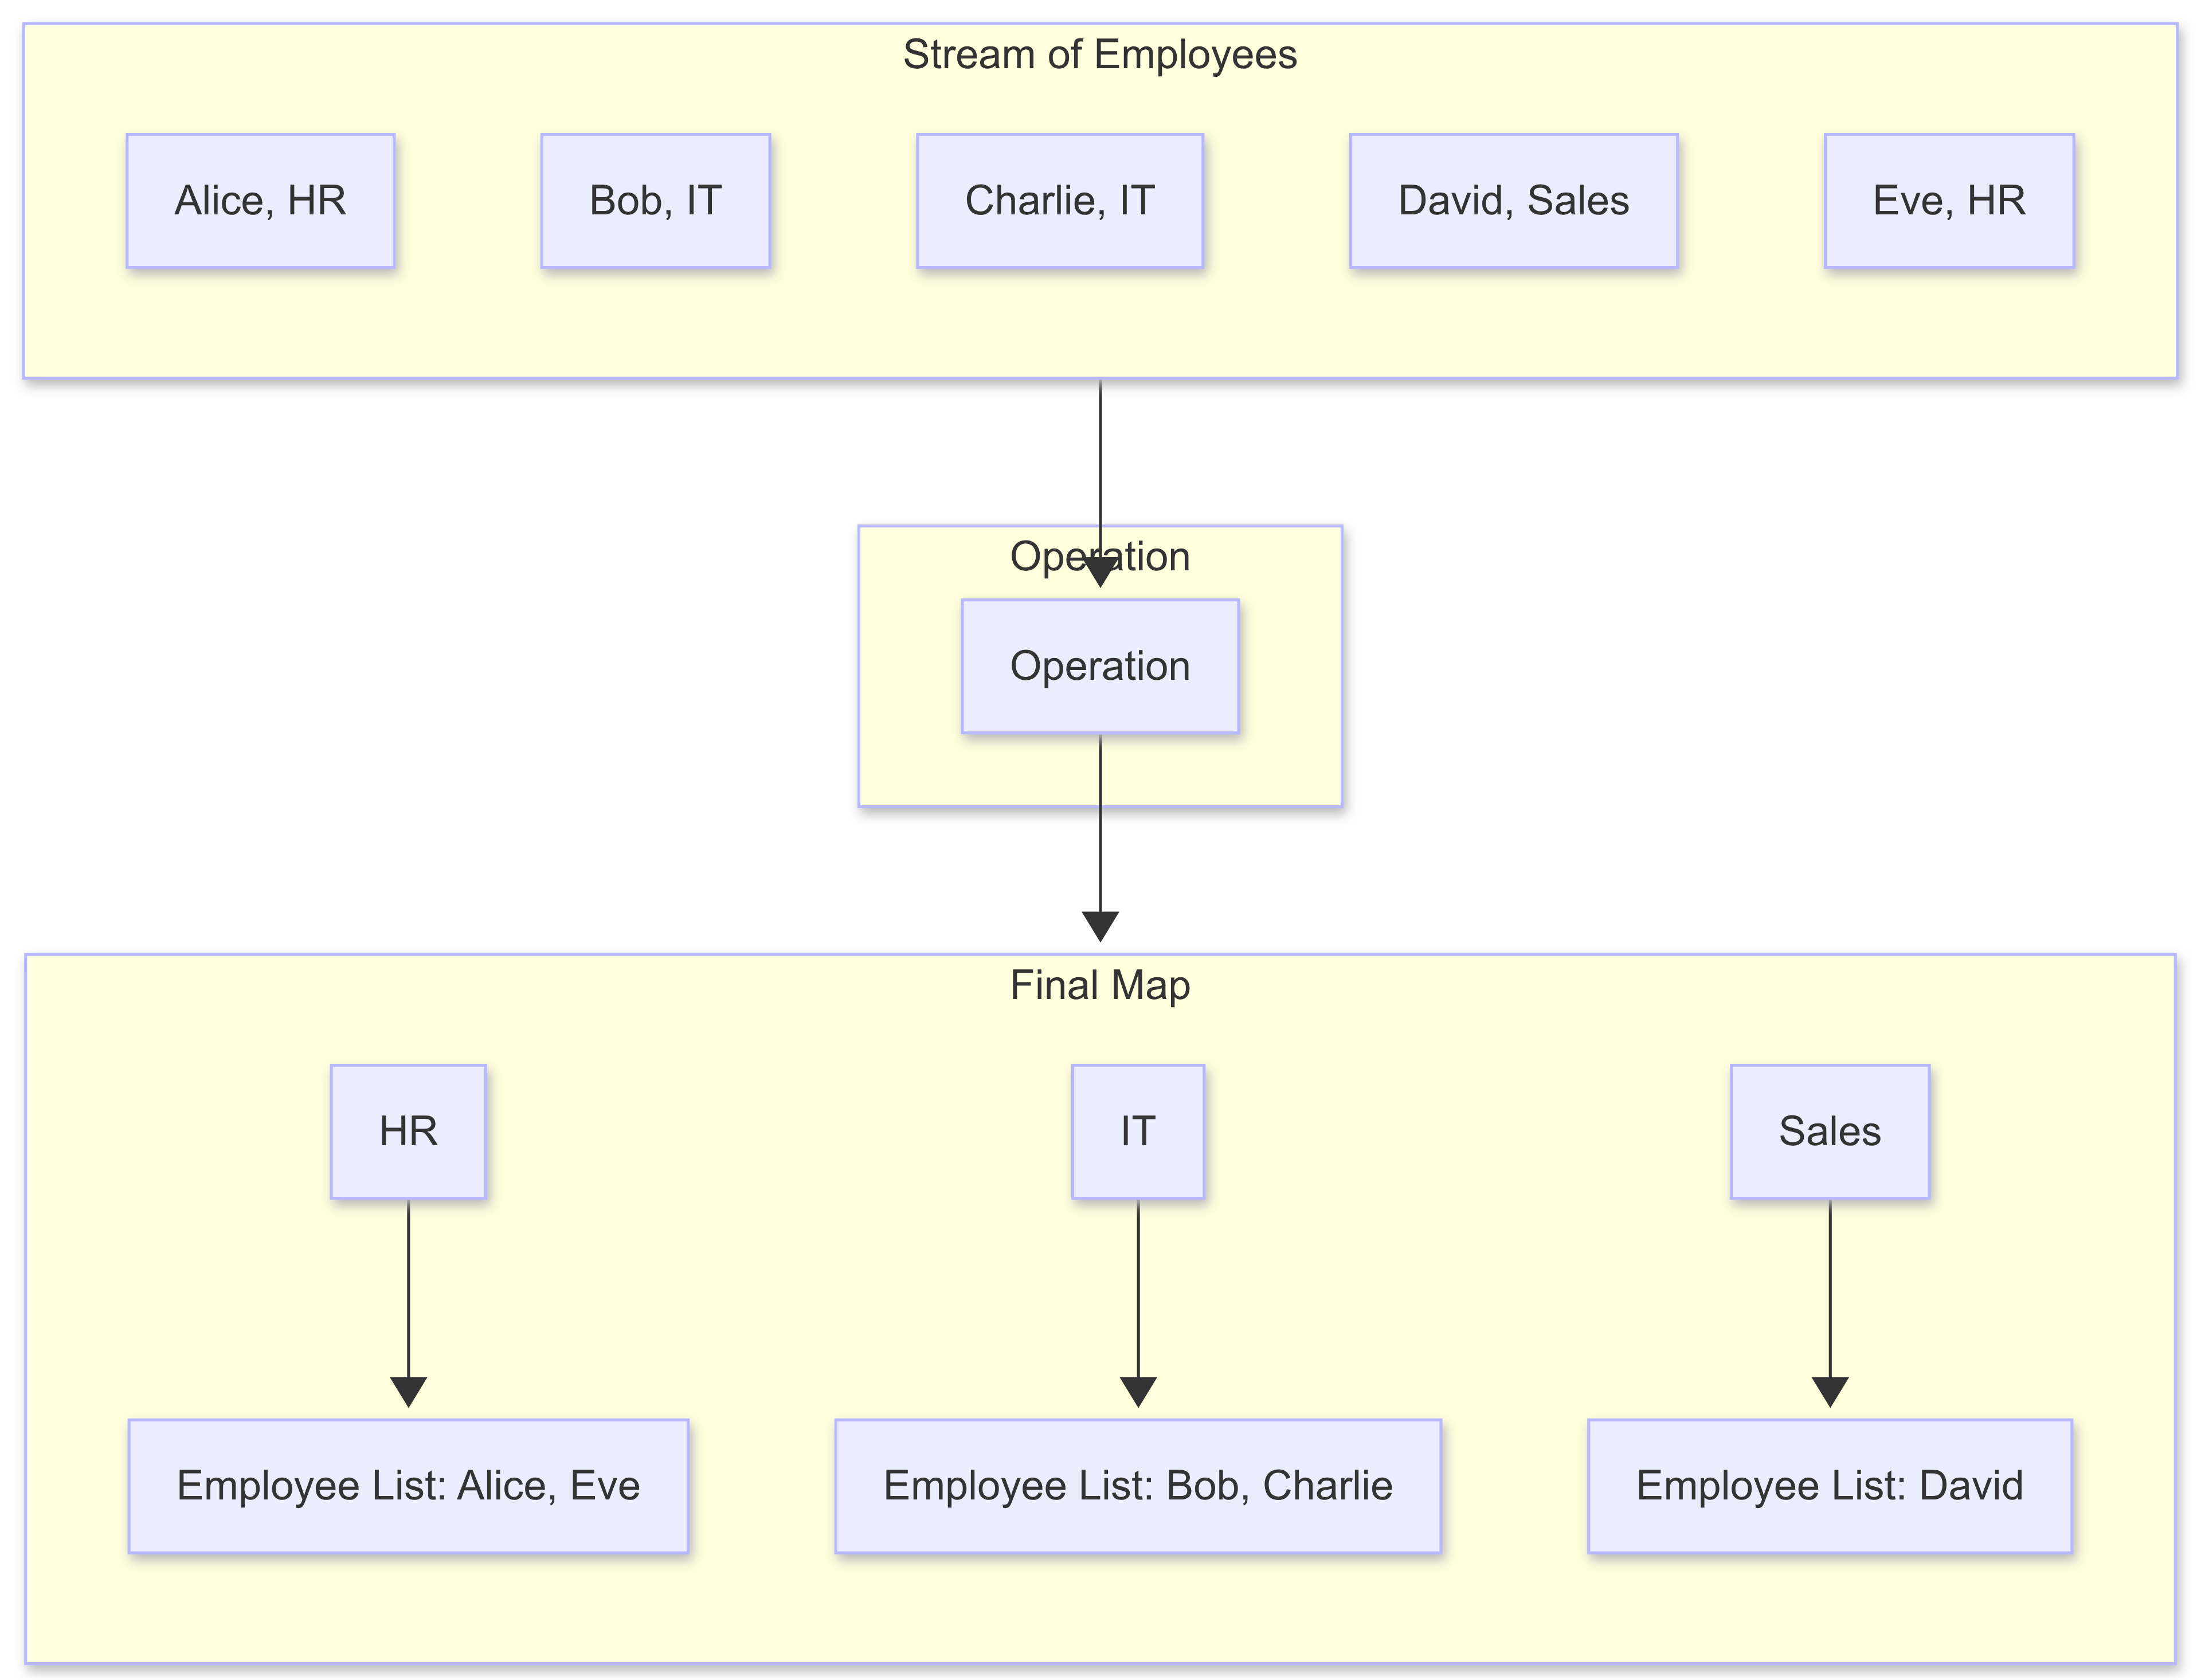 Stream of Employees
Alice, HR
Bob, IT
Charlie, IT
David, Sales
Eve, HR
Operation
Operation
Final Map
HR
IT
Sales
Employee List: Alice, Eve
Employee List: Bob, Charlie
Employee List: David